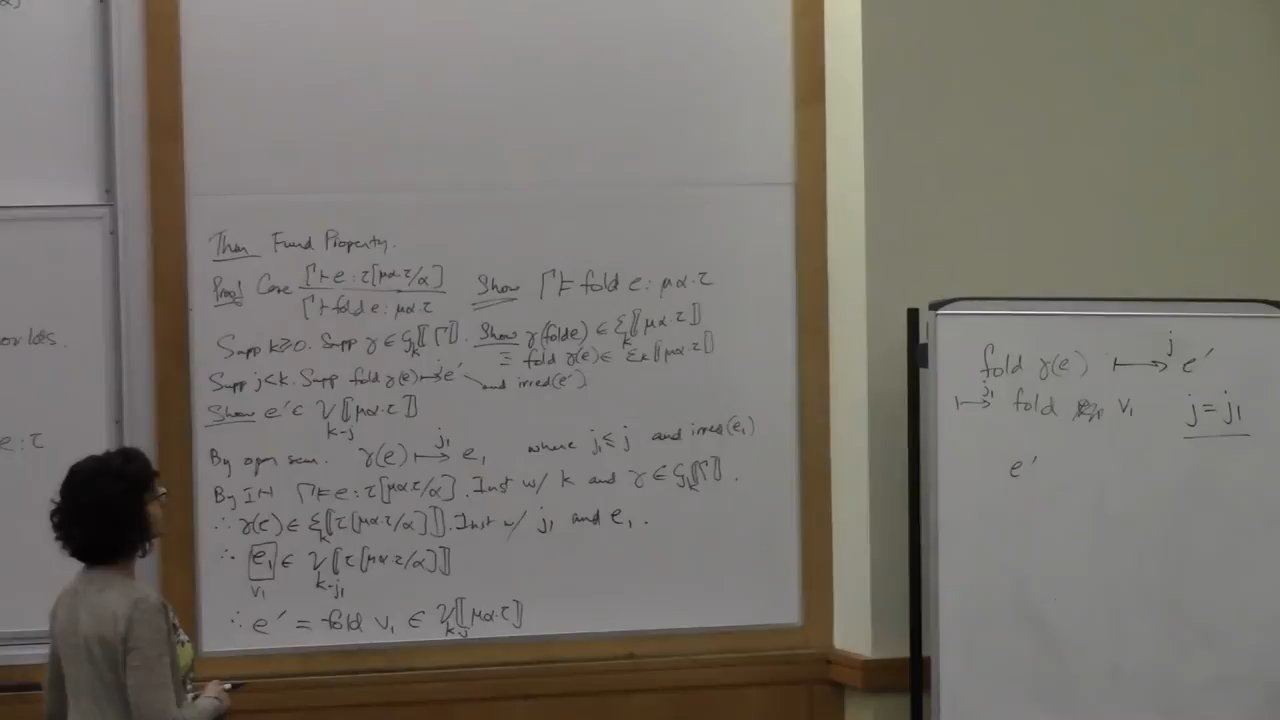 or lds.
e : τ
Thm Fund Property.
Proof Case Γ ⊢ e : τ[μα.τ/α] / Γ ⊢ fold e : μα.τ Show Γ ⊨ fold e : μα.τ
Supp k ≥ 0. Supp γ ∈ G_k⟦Γ⟧. Show γ(fold e) ∈ E_k⟦μα.τ⟧
≡ fold γ(e) ∈ E_k⟦μα.τ⟧
Supp j < k. Supp fold γ(e) ↦^j e' and irred(e')
Show e' ∈ V_{k-j}⟦μα.τ⟧
By open sem. γ(e) ↦^{j₁} e₁ where j₁ ≤ j and irred(e₁)
By IH Γ ⊨ e : τ[μα.τ/α]. Inst w/ k and γ ∈ G_k⟦Γ⟧.
∴ γ(e) ∈ E_k⟦τ[μα.τ/α]⟧. Inst w/ j₁ and e₁.
∴ e₁ ∈ V_{k-j₁}⟦τ[μα.τ/α]⟧
v₁
∴ e' = fold v₁ ∈ V_{k-j}⟦μα.τ⟧
fold γ(e) ↦^j e'
↦^{j₁} fold v₁ j = j₁
e'